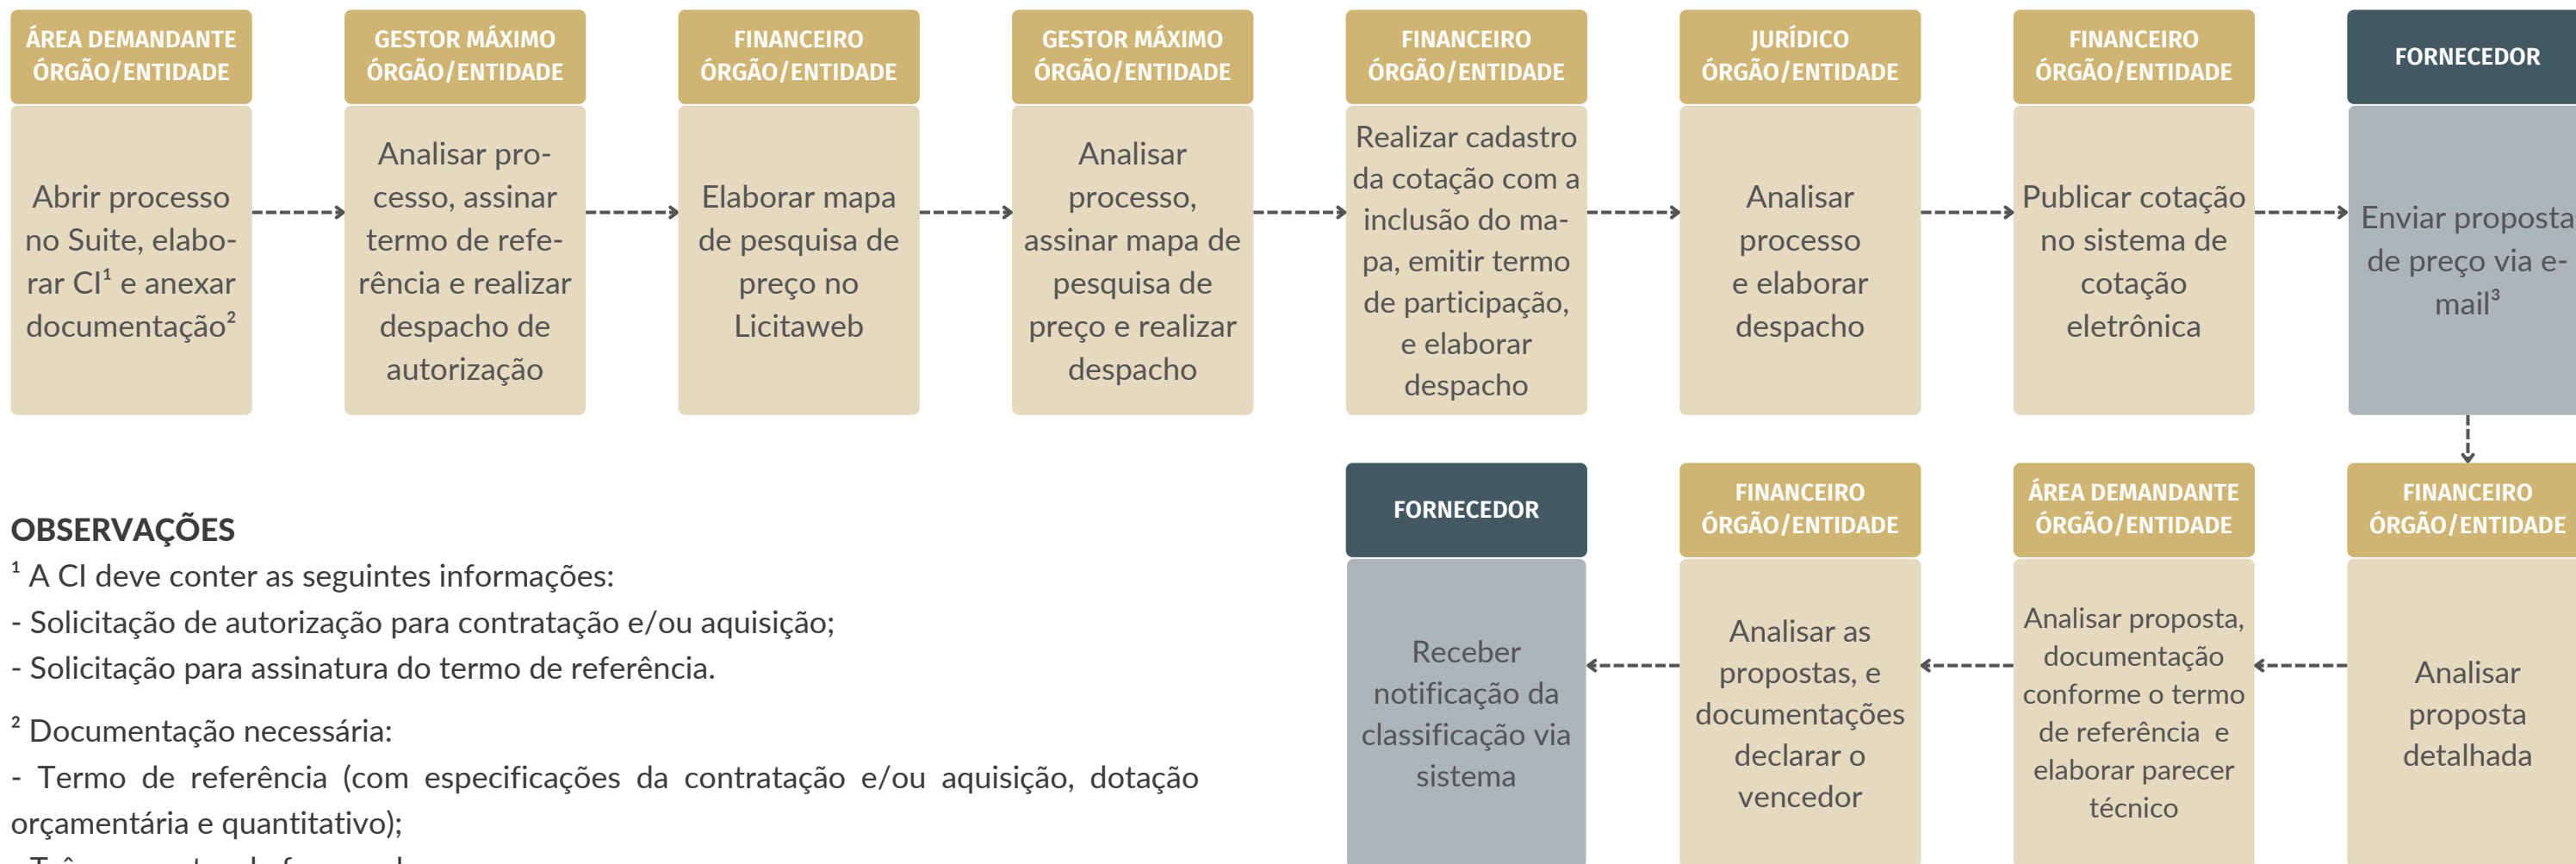 ÁREA DEMANDANTE
ÓRGÃO/ENTIDADE
Abrir processo
no Suite, elabo-
rar CI¹ e anexar
documentação²
GESTOR MÁXIMO
ÓRGÃO/ENTIDADE
Analisar pro-
cesso, assinar
termo de refe-
rência e realizar
despacho de
autorização
FINANCEIRO
ÓRGÃO/ENTIDADE
Elaborar mapa
de pesquisa de
preço no
Licitaweb
GESTOR MÁXIMO
ÓRGÃO/ENTIDADE
Analisar
processo,
assinar mapa de
pesquisa de
preço e realizar
despacho
FINANCEIRO
ÓRGÃO/ENTIDADE
Realizar cadastro
da cotação com a
inclusão do ma-
pa, emitir termo
de participação,
e elaborar
despacho
JURÍDICO
ÓRGÃO/ENTIDADE
Analisar
processo
e elaborar
despacho
FINANCEIRO
ÓRGÃO/ENTIDADE
Publicar cotação
no sistema de
cotação
eletrônica
FORNECEDOR
Enviar proposta
de preço via e-
mail³
FINANCEIRO
ÓRGÃO/ENTIDADE
Analisar
proposta
detalhada
ÁREA DEMANDANTE
ÓRGÃO/ENTIDADE
Analisar proposta,
documentação
conforme o termo
de referência e
elaborar parecer
técnico
FINANCEIRO
ÓRGÃO/ENTIDADE
Analisar as
propostas, e
documentações
declarar o
vencedor
FORNECEDOR
Receber
notificação da
classificação via
sistema
OBSERVAÇÕES
¹ A CI deve conter as seguintes informações:
- Solicitação de autorização para contratação e/ou aquisição;
- Solicitação para assinatura do termo de referência.
² Documentação necessária:
- Termo de referência (com especificações da contratação e/ou aquisição, dotação
orçamentária e quantitativo);